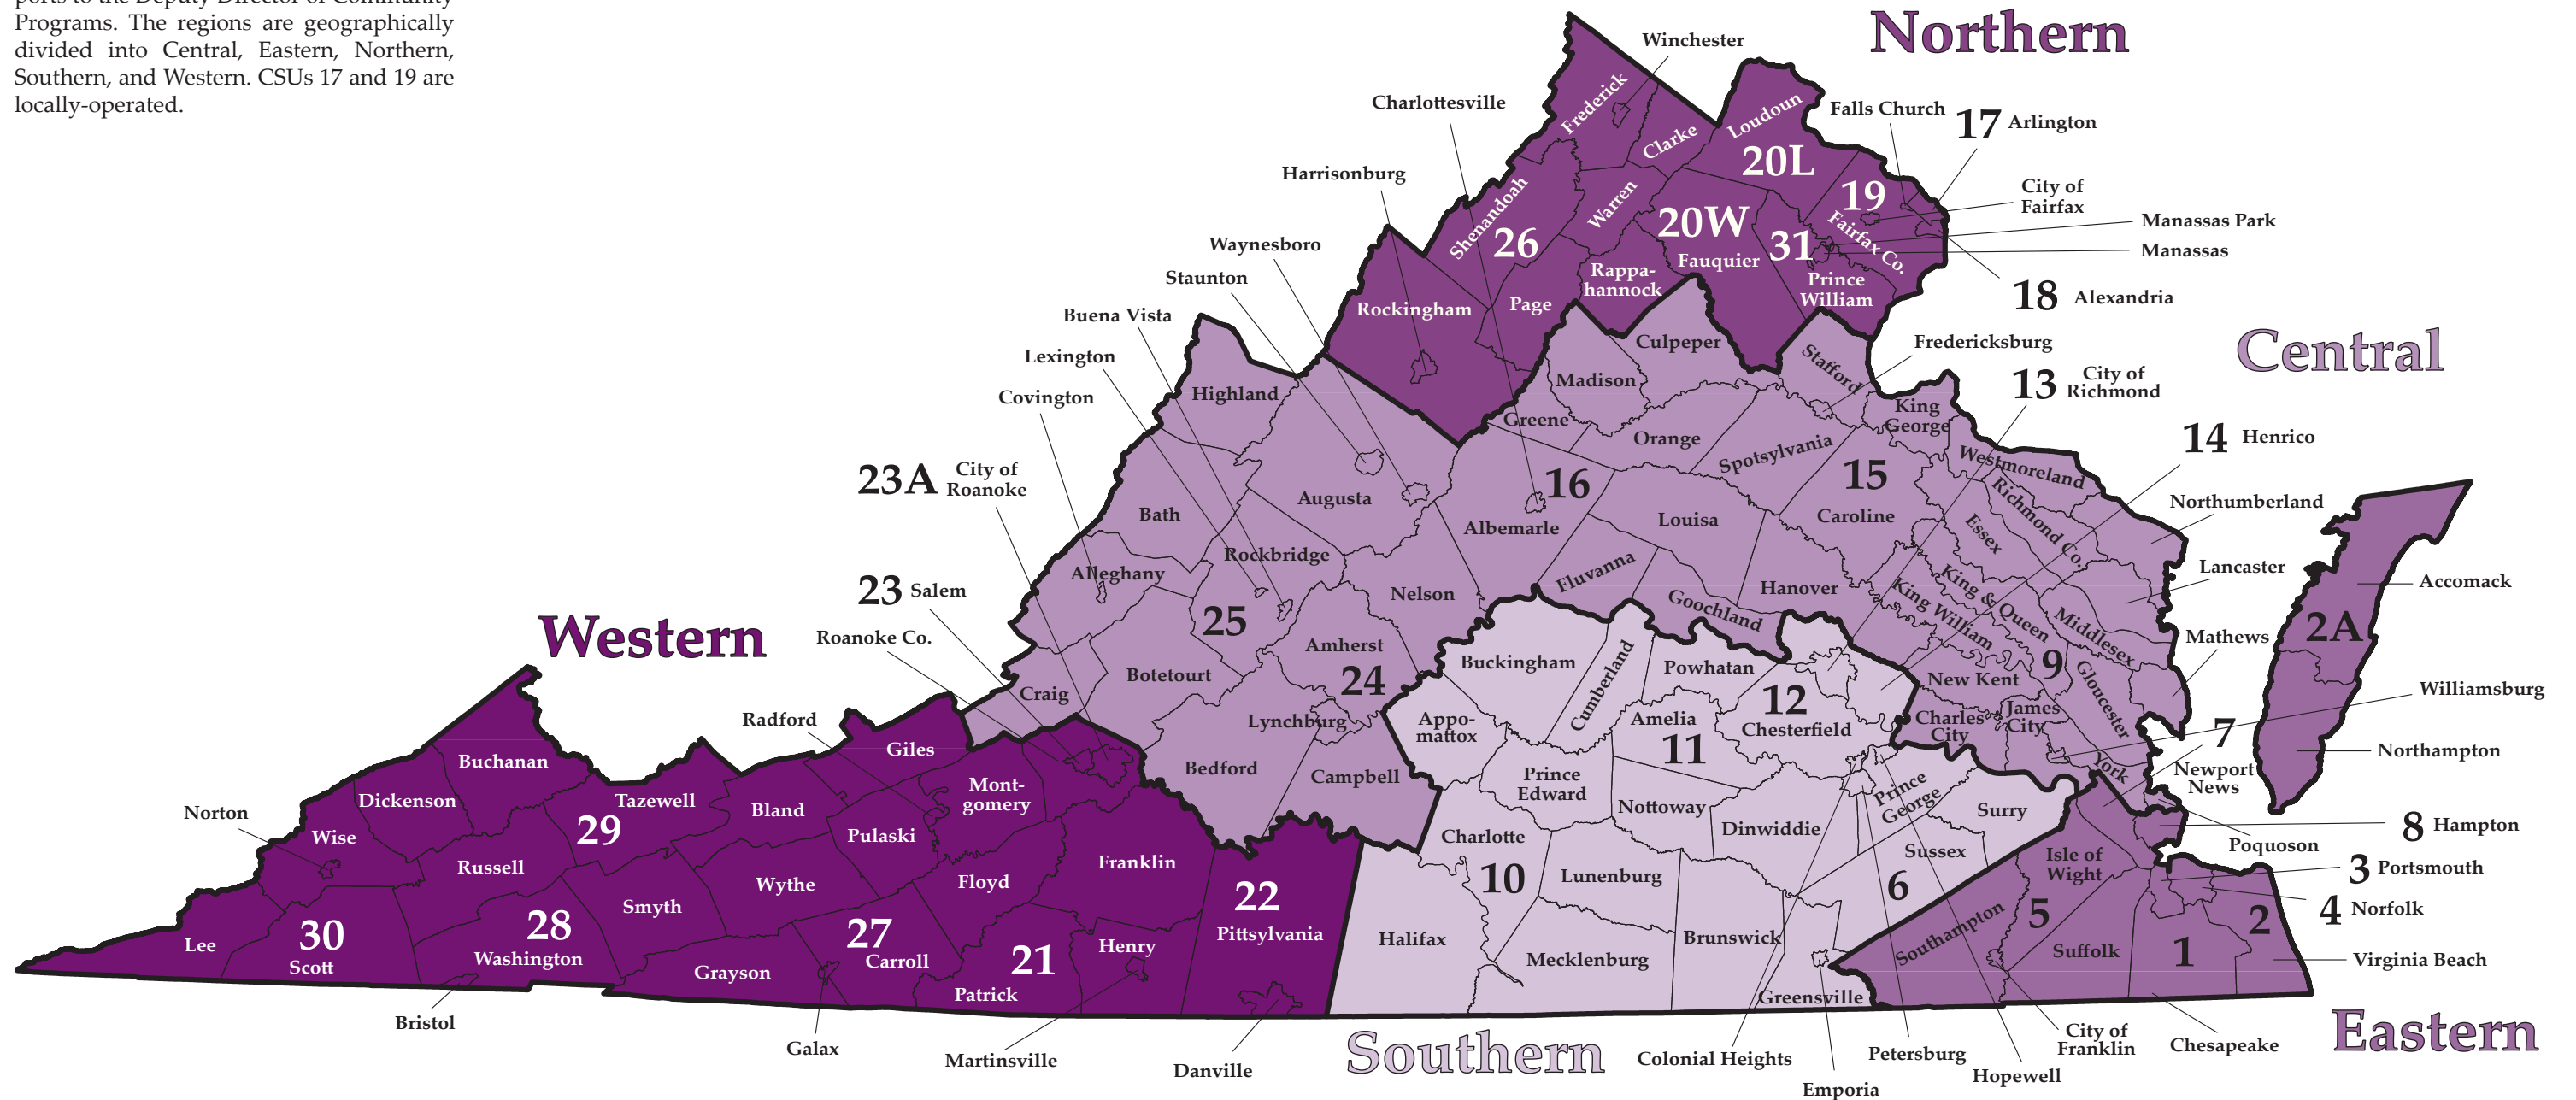 Programs. The regions are geographically
divided into Central, Eastern, Northern,
Southern, and Western. CSUs 17 and 19 are
locally-operated.
Northern
Winchester
Charlottesville
Frederick
Clarke
Loudoun
Falls Church
17 Arlington
20L
Harrisonburg
19
City of
Fairfax
Shenandoah
Warren
20W
Fairfax Co.
Manassas Park
Waynesboro
26
31
Manassas
Staunton
Rappa-
hannock
Fauquier
Prince
William
18 Alexandria
Rockingham
Page
Buena Vista
Culpeper
Fredericksburg
Central
Lexington
Stafford
Madison
13 City of
Richmond
Covington
Highland
Greene
King
George
Orange
14 Henrico
Spotsylvania
Westmoreland
23A City of
Roanoke
16
15
Augusta
Richmond Co.
Northumberland
Bath
Albemarle
Louisa
Caroline
Essex
Rockbridge
Alleghany
Fluvanna
Lancaster
Accomack
23 Salem
Nelson
Hanover
King & Queen
King William
Goochland
25
2A
Western
Roanoke Co.
Amherst
Middlesex
Mathews
Buckingham
Cumberland
Powhatan
9
Botetourt
24
New Kent
Gloucester
Craig
12
Williamsburg
Radford
Lynchburg
Appo-
mattox
Amelia
Chesterfield
Charles
City
James
City
7
Giles
11
Northampton
Buchanan
Bedford
Campbell
Prince
Edward
York
Newport
News
Mont-
gomery
Prince
George
Dickenson
Tazewell
Bland
Nottoway
Surry
Norton
29
Pulaski
Charlotte
Dinwiddie
8 Hampton
Wise
Poquoson
Russell
Franklin
Sussex
Isle of
Wight
3 Portsmouth
Wythe
Floyd
10
Lunenburg
6
22
4 Norfolk
Smyth
5
2
28
27
Southampton
30
Pittsylvania
Halifax
Brunswick
Lee
Henry
Suffolk
1
Washington
Carroll
21
Mecklenburg
Virginia Beach
Scott
Grayson
Patrick
Greensville
Bristol
Eastern
City of
Franklin
Chesapeake
Galax
Southern
Martinsville
Colonial Heights
Petersburg
Danville
Hopewell
Emporia